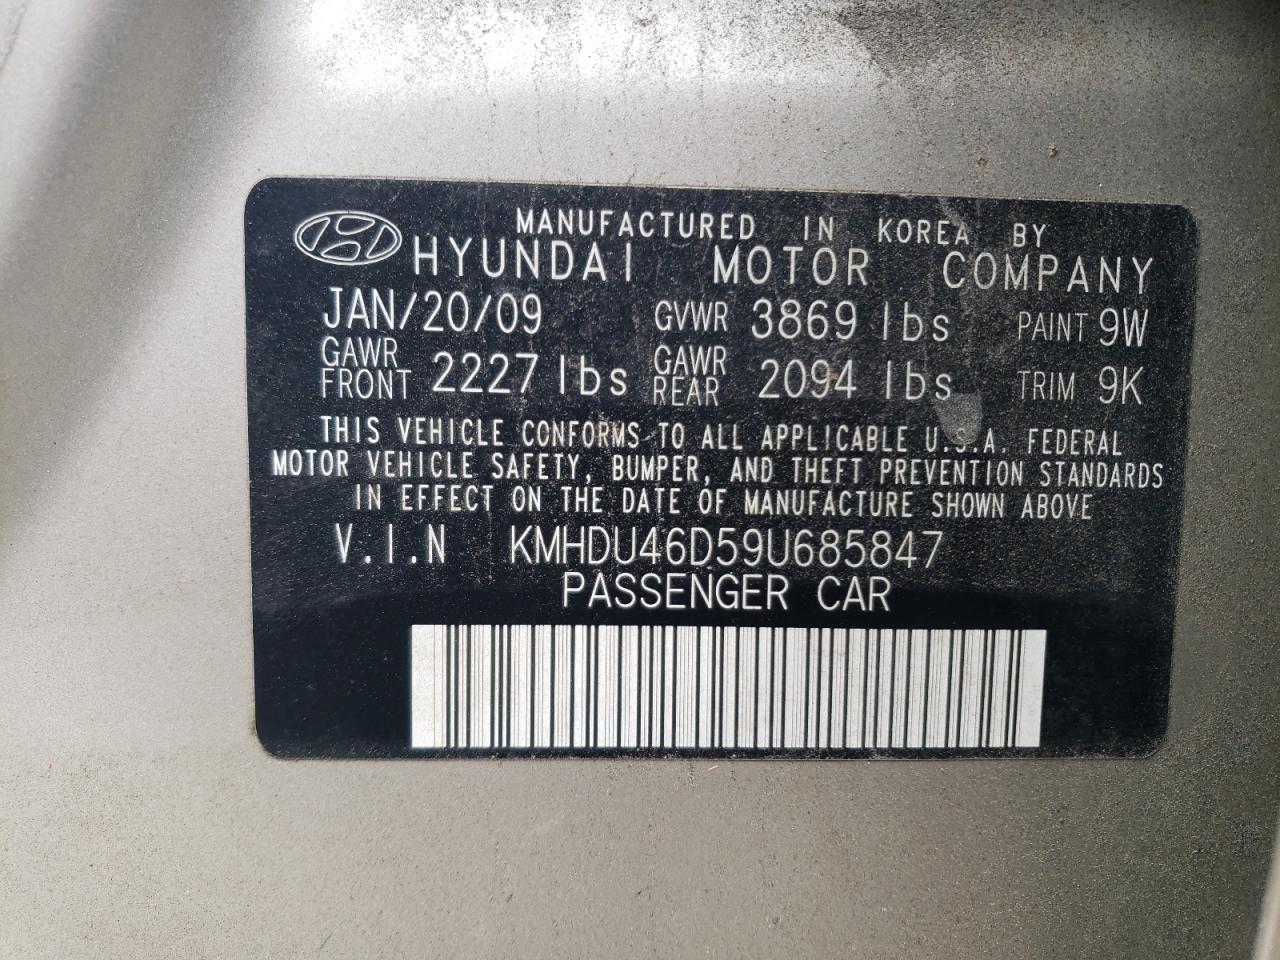 MANUFACTURED IN KOREA BY
HYUNDAI MOTOR COMPANY
JAN/20/09 GVWR 3869 lbs PAINT 9W
GAWR FRONT 2227 lbs GAWR REAR 2094 lbs TRIM 9K
THIS VEHICLE CONFORMS TO ALL APPLICABLE U.S.A. FEDERAL
MOTOR VEHICLE SAFETY, BUMPER, AND THEFT PREVENTION STANDARDS
IN EFFECT ON THE DATE OF MANUFACTURE SHOWN ABOVE
V.I.N KMHDU46D59U685847
PASSENGER CAR